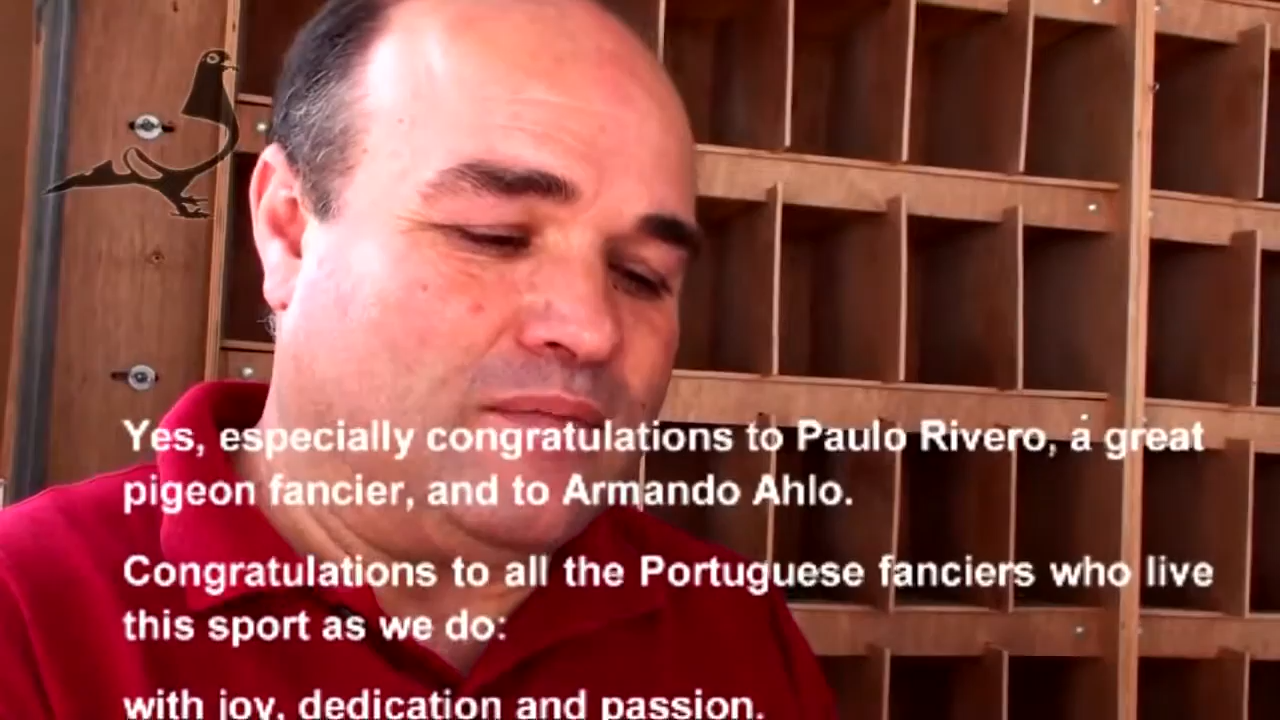 Yes, especially congratulations to Paulo Rivero, a great
pigeon fancier, and to Armando Ahlo.
Congratulations to all the Portuguese fanciers who live
this sport as we do:
with joy, dedication and passion.